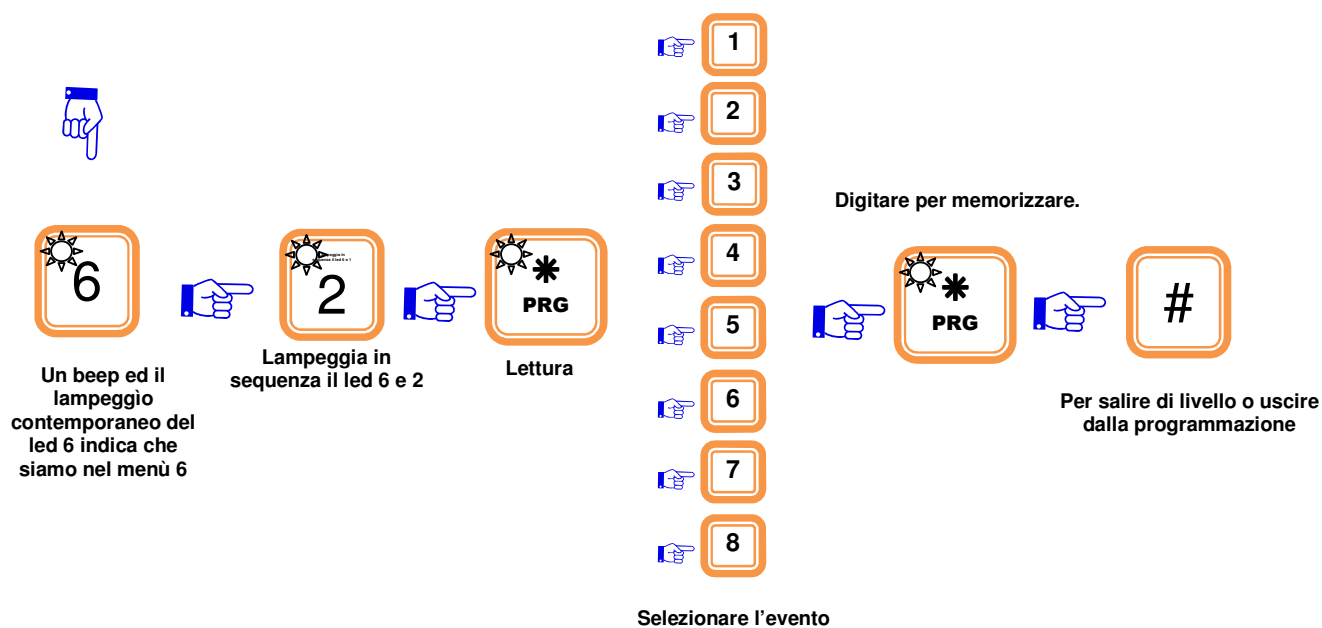 1
2
3
4
5
6
7
8
Selezionare l'evento
6
Un beep ed il
lampeggìo
contemporaneo del
led 6 indica che
siamo nel menù 6
2
Lampeggia in
sequenza il led 6 e 2
*
PRG
Lettura
Digitare per memorizzare.
*
PRG
#
Per salire di livello o uscire
dalla programmazione